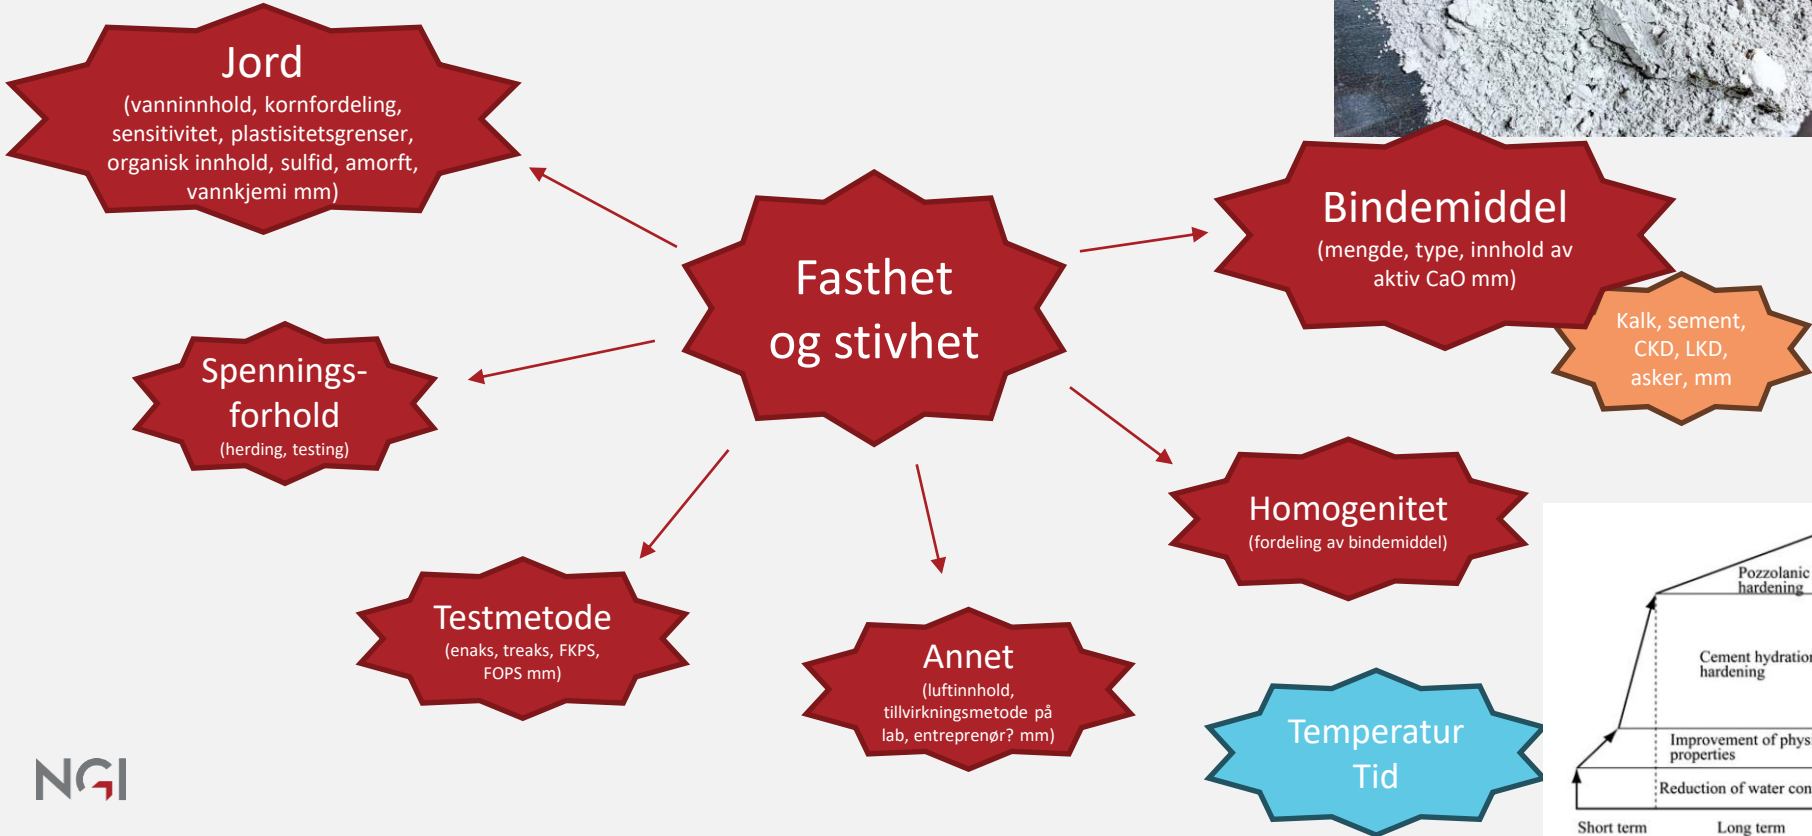 Jord
(vanninnhold, kornfordeling,
sensitivitet, plastisitetsgrenser,
organisk innhold, sulfid, amorft,
vannkjemi mm)
Bindemiddel
(mengde, type, innhold av
aktiv CaO mm)
Fasthet
og stivhet
Kalk, sement,
CKD, LKD,
asker, mm
Spennings-
forhold
(herding, testing)
Homogenitet
(fordeling av bindemiddel)
Testmetode
(enaks, treaks, FKPS,
FOPS mm)
Annet
(luftinnhold,
tillvirkningsmetode på
lab, entreprenør? mm)
Temperatur
Tid
Pozzolanic
hardening
Cement hydration
hardening
Improvement of physi
properties
Reduction of water con
Short term
Long term
NGI